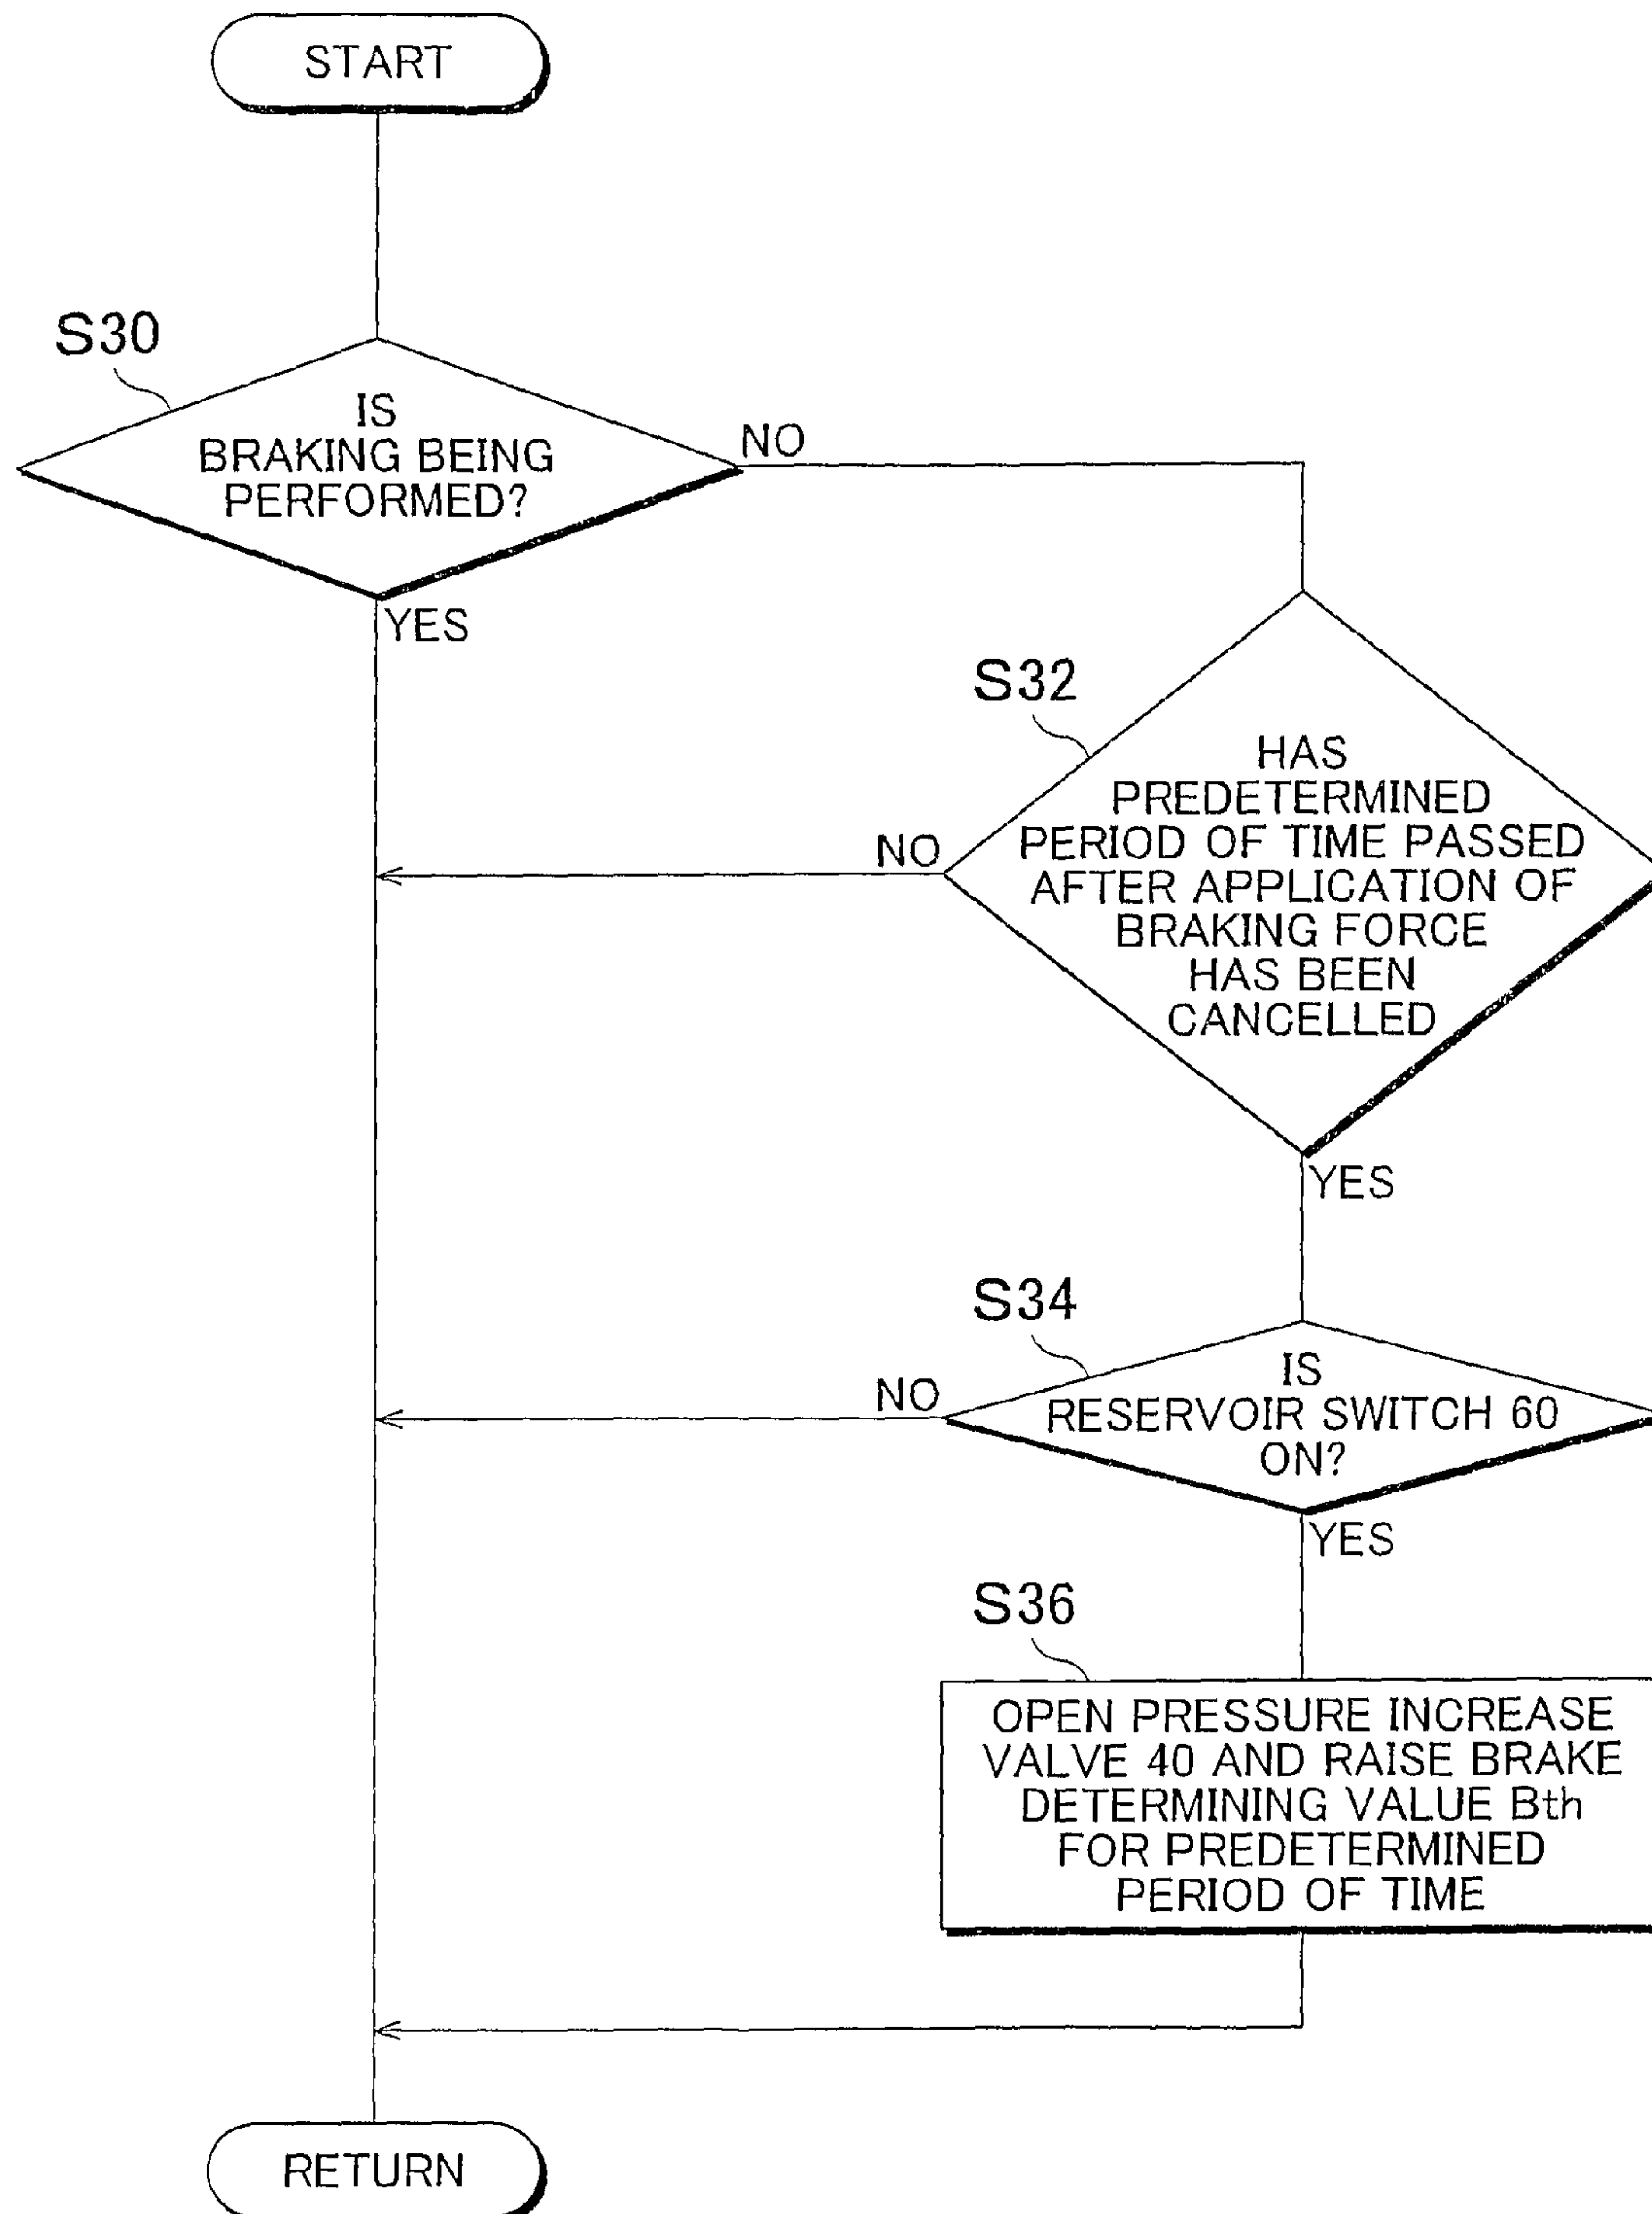 START
S30
IS
BRAKING BEING
PERFORMED?
NO
YES
S32
HAS
PREDETERMINED
PERIOD OF TIME PASSED
AFTER APPLICATION OF
BRAKING FORCE
HAS BEEN
CANCELLED
NO
YES
S34
IS
RESERVOIR SWITCH 60
ON?
NO
YES
S36
OPEN PRESSURE INCREASE
VALVE 40 AND RAISE BRAKE
DETERMINING VALUE Bth
FOR PREDETERMINED
PERIOD OF TIME
RETURN